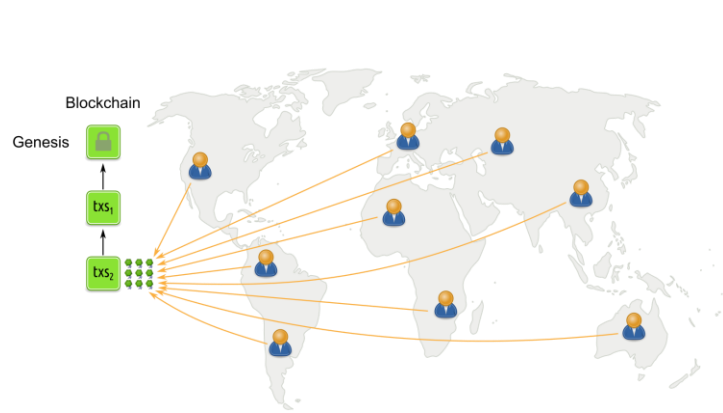 Blockchain
Genesis
txs₁
txs₂